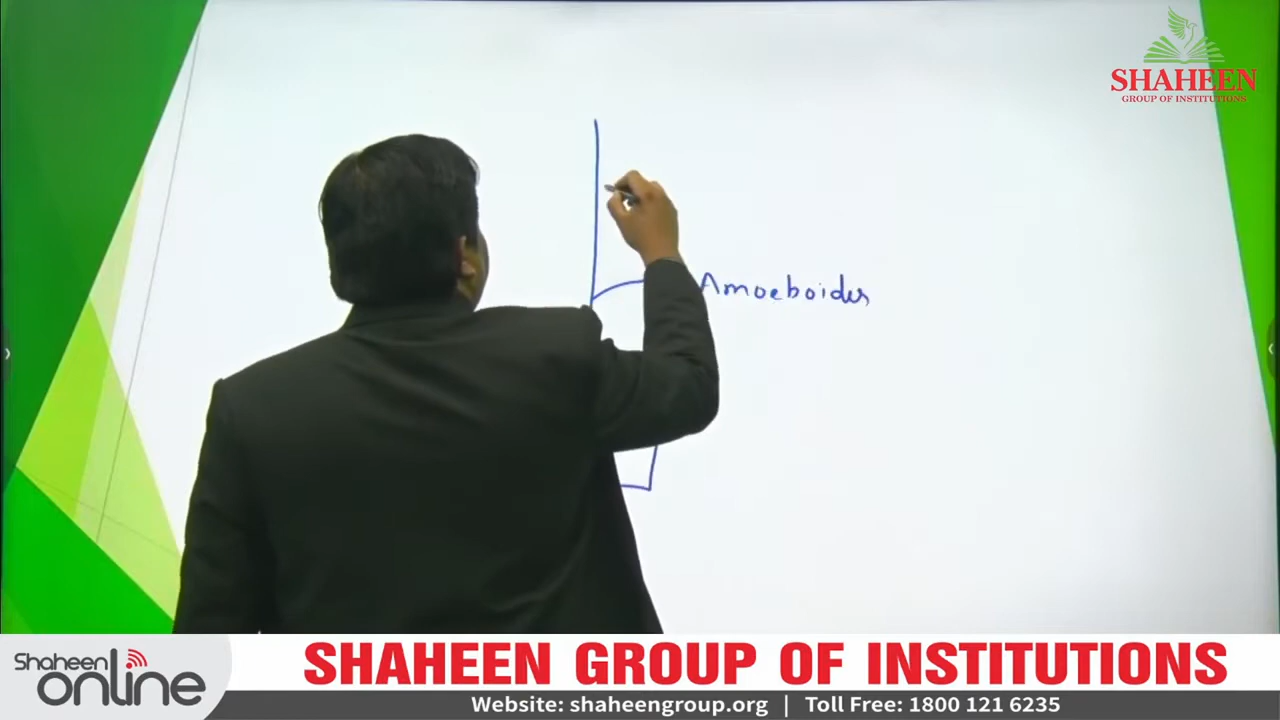 SHAHEEN
GROUP OF INSTITUTIONS
Amoeboides
Shaheen
online
SHAHEEN GROUP OF INSTITUTIONS
Website: shaheengroup.org | Toll Free: 1800 121 6235